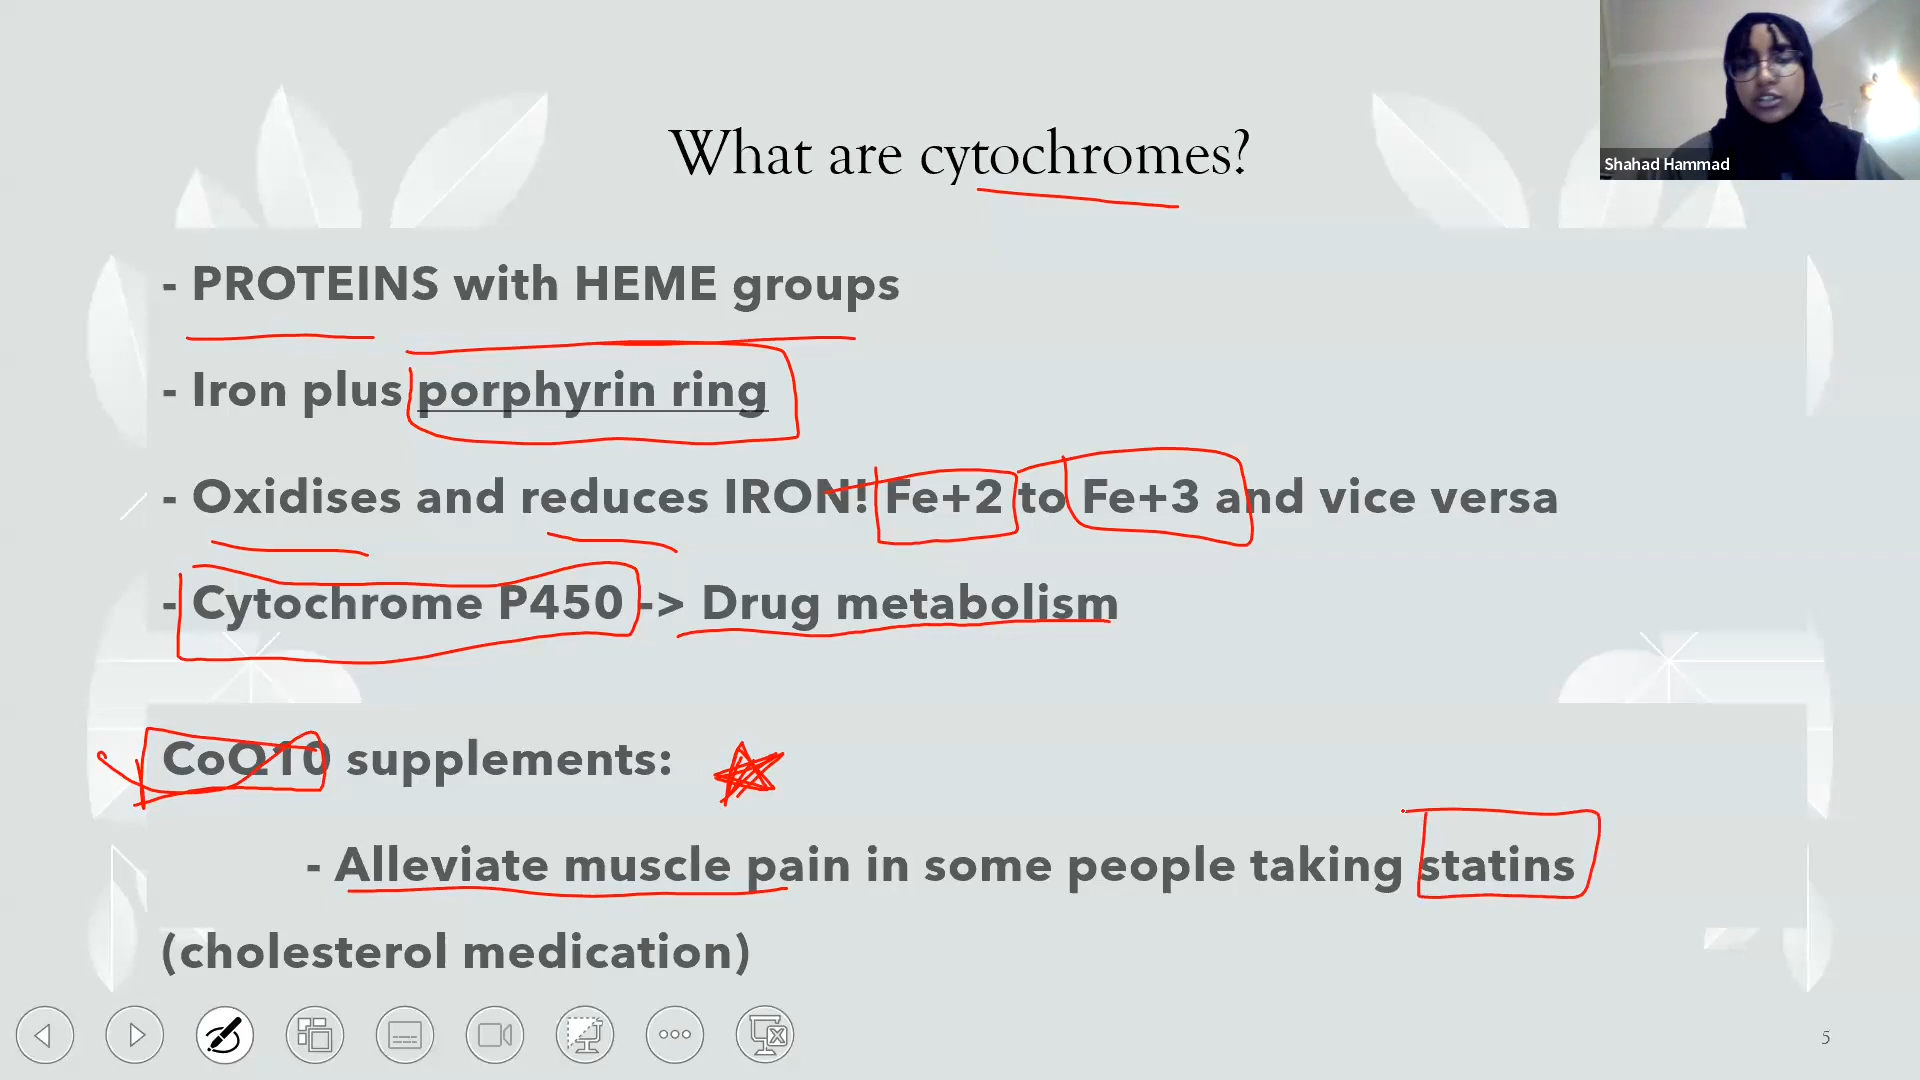 What are cytochromes?
Shahad Hammad
- PROTEINS with HEME groups
- Iron plus porphyrin ring
- Oxidises and reduces IRON! Fe+2 to Fe+3 and vice versa
- Cytochrome P450 -> Drug metabolism
CoQ10 supplements:
- Alleviate muscle pain in some people taking statins
(cholesterol medication)
5